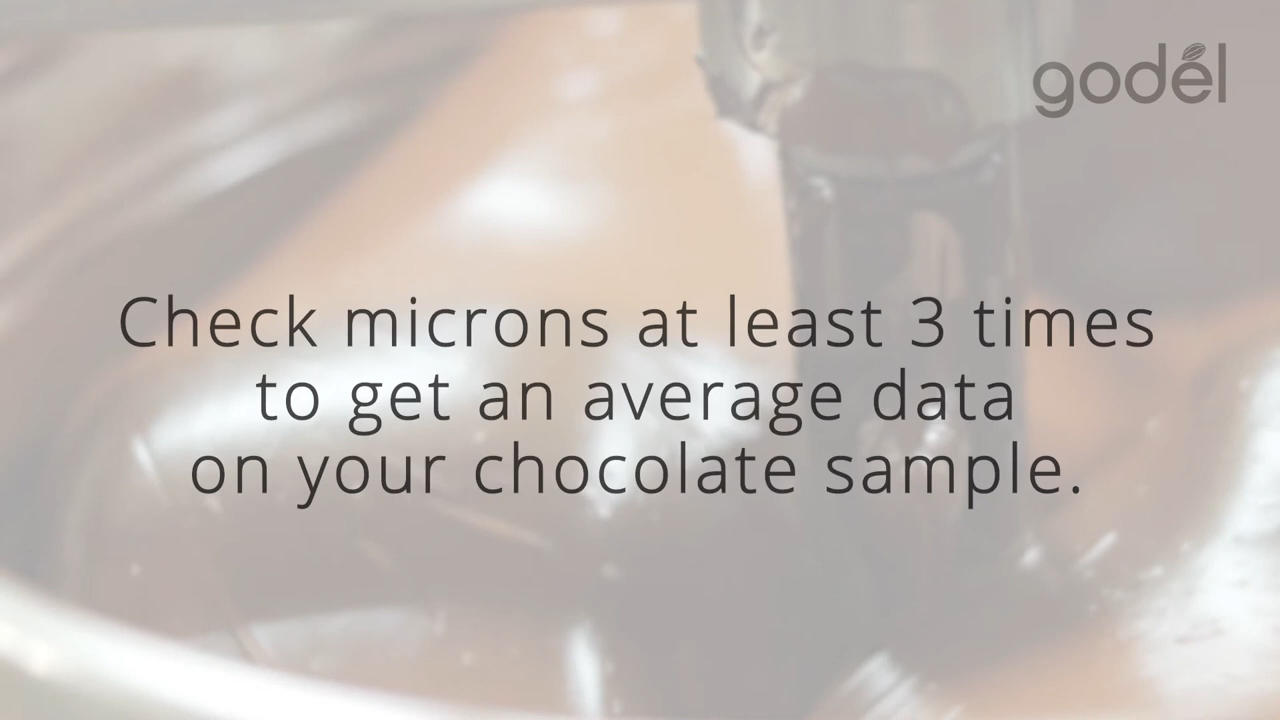 godél
Check microns at least 3 times
to get an average data
on your chocolate sample.